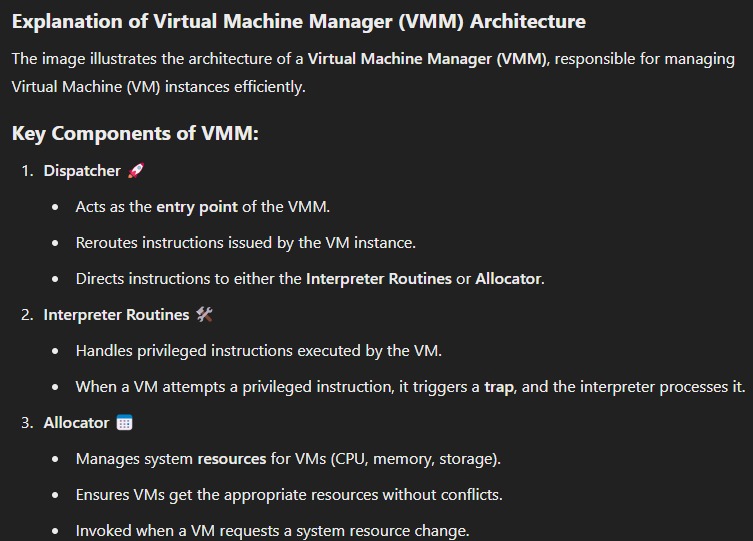 Explanation of Virtual Machine Manager (VMM) Architecture
The image illustrates the architecture of a Virtual Machine Manager (VMM), responsible for managing
Virtual Machine (VM) instances efficiently.
Key Components of VMM:
1. Dispatcher 🚀
• Acts as the entry point of the VMM.
• Reroutes instructions issued by the VM instance.
• Directs instructions to either the Interpreter Routines or Allocator.
2. Interpreter Routines 🛠
• Handles privileged instructions executed by the VM.
• When a VM attempts a privileged instruction, it triggers a trap, and the interpreter processes it.
3. Allocator 🗓
• Manages system resources for VMs (CPU, memory, storage).
• Ensures VMs get the appropriate resources without conflicts.
• Invoked when a VM requests a system resource change.